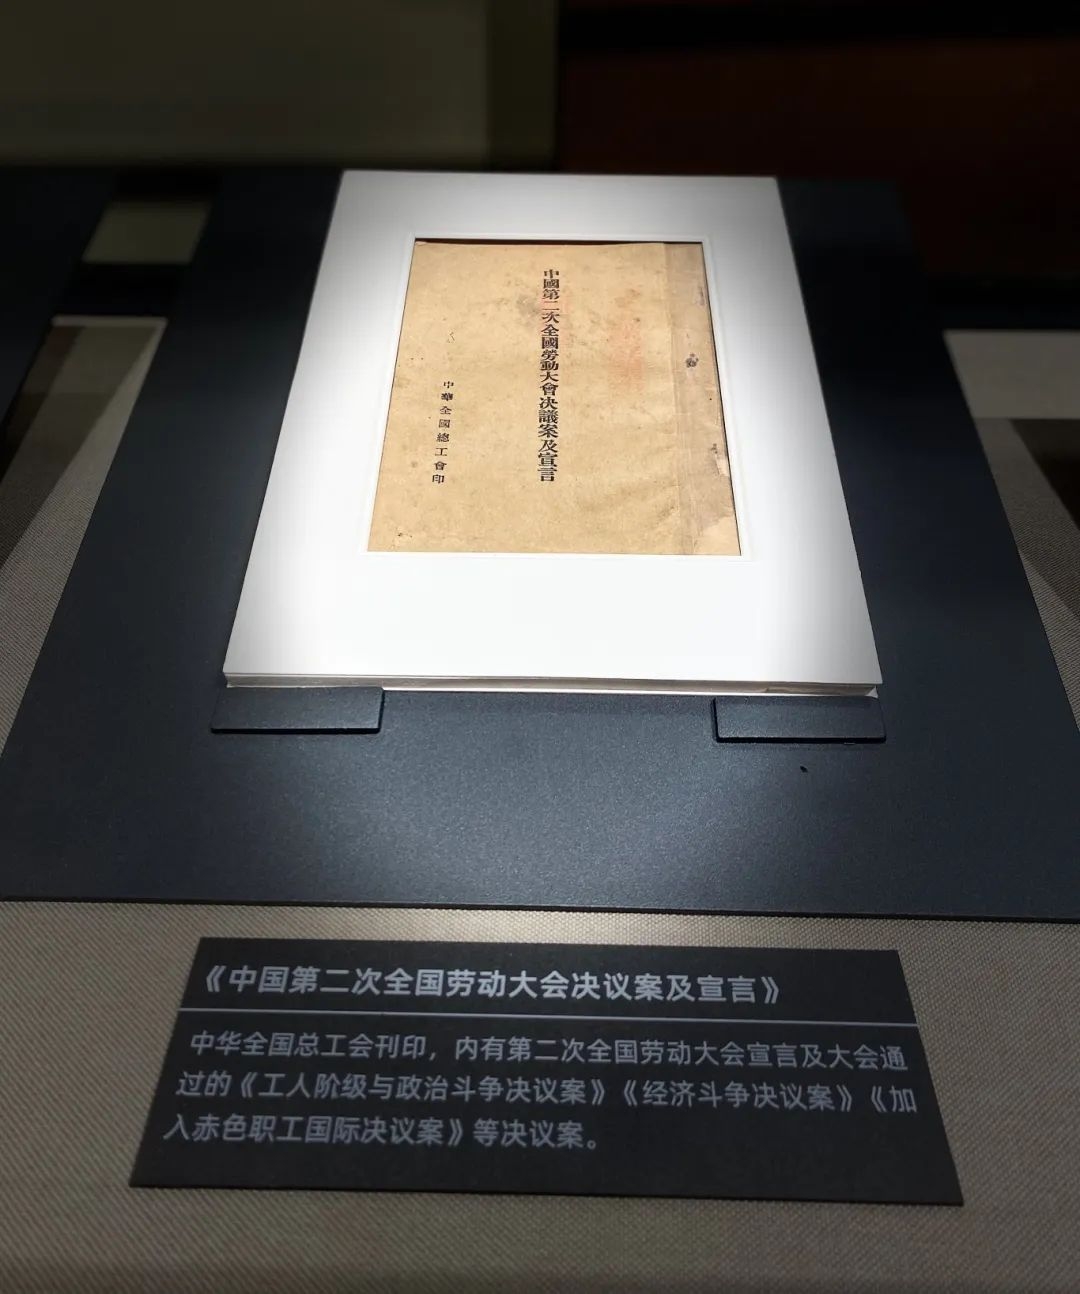 中國第二次全國勞動大會决議案及宣言
中華全國總工會印
《中国第二次全国劳动大会决议案及宣言》
中华全国总工会刊印，内有第二次全国劳动大会宣言及大会通
过的《工人阶级与政治斗争决议案》《经济斗争决议案》《加
入赤色职工国际决议案》等决议案。